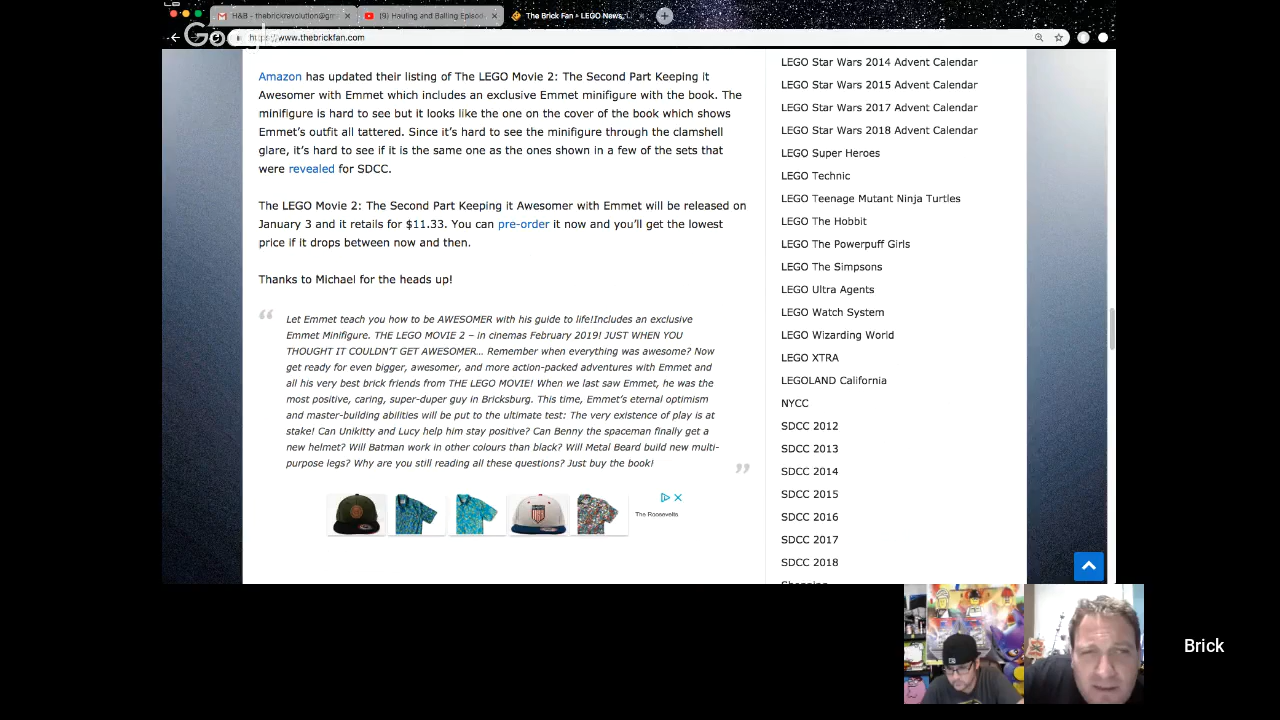 H&B - thebrickrevolution@gm
(9) Hauling and Balling Episod
The Brick Fan - LEGO News,
Google
https://www.thebrickfan.com
Amazon has updated their listing of The LEGO Movie 2: The Second Part Keeping it
Awesomer with Emmet which includes an exclusive Emmet minifigure with the book. The
minifigure is hard to see but it looks like the one on the cover of the book which shows
Emmet's outfit all tattered. Since it's hard to see the minifigure through the clamshell
glare, it's hard to see if it is the same one as the ones shown in a few of the sets that
were revealed for SDCC.
The LEGO Movie 2: The Second Part Keeping it Awesomer with Emmet will be released on
January 3 and it retails for $11.33. You can pre-order it now and you'll get the lowest
price if it drops between now and then.
Thanks to Michael for the heads up!
Let Emmet teach you how to be AWESOMER with his guide to life!Includes an exclusive
Emmet Minifigure. THE LEGO MOVIE 2 – in cinemas February 2019! JUST WHEN YOU
THOUGHT IT COULDN'T GET AWESOMER... Remember when everything was awesome? Now
get ready for even bigger, awesomer, and more action-packed adventures with Emmet and
all his very best brick friends from THE LEGO MOVIE! When we last saw Emmet, he was the
most positive, caring, super-duper guy in Bricksburg. This time, Emmet's eternal optimism
and master-building abilities will be put to the ultimate test: The very existence of play is at
stake! Can Unikitty and Lucy help him stay positive? Can Benny the spaceman finally get a
new helmet? Will Batman work in other colours than black? Will Metal Beard build new multi-
purpose legs? Why are you still reading all these questions? Just buy the book!
The Roosevelts
LEGO Star Wars 2014 Advent Calendar
LEGO Star Wars 2015 Advent Calendar
LEGO Star Wars 2017 Advent Calendar
LEGO Star Wars 2018 Advent Calendar
LEGO Super Heroes
LEGO Technic
LEGO Teenage Mutant Ninja Turtles
LEGO The Hobbit
LEGO The Powerpuff Girls
LEGO The Simpsons
LEGO Ultra Agents
LEGO Watch System
LEGO Wizarding World
LEGO XTRA
LEGOLAND California
NYCC
SDCC 2012
SDCC 2013
SDCC 2014
SDCC 2015
SDCC 2016
SDCC 2017
SDCC 2018
Shopping
Brick